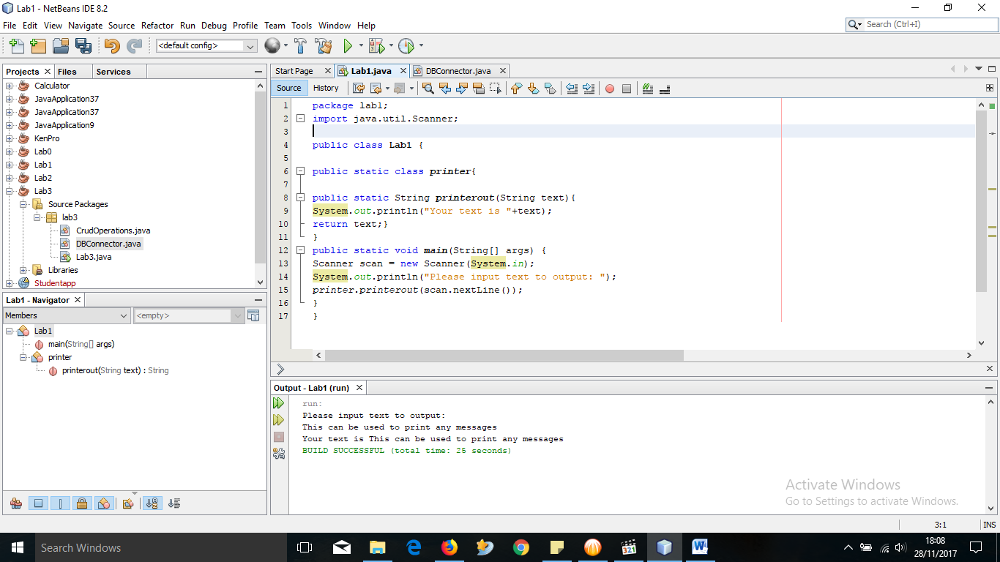 Lab1 - NetBeans IDE 8.2
File Edit View Navigate Source Refactor Run Debug Profile Team Tools Window Help
Search (Ctrl+I)
<default config>
Projects Files Services
Calculator
JavaApplication37
JavaApplication37
JavaApplication9
KenPro
Lab0
Lab1
Lab2
Lab3
Source Packages
lab3
CrudOperations.java
DBConnector.java
Lab3.java
Libraries
Studentapp
Lab1 - Navigator
Members <empty>
Lab1
main(String[] args)
printer
printerout(String text) : String
Start Page Lab1.java DBConnector.java
Source History
1 package lab1;
2 import java.util.Scanner;
3
4 public class Lab1 {
5
6 public static class printer{
7
8 public static String printerout(String text){
9 System.out.println("Your text is "+text);
10 return text;}
11 }
12 public static void main(String[] args) {
13 Scanner scan = new Scanner(System.in);
14 System.out.println("Please input text to output: ");
15 printer.printerout(scan.nextLine());
16 }
17 }
Output - Lab1 (run)
run:
Please input text to output:
This can be used to print any messages
Your text is This can be used to print any messages
BUILD SUCCESSFUL (total time: 25 seconds)
Activate Windows
Go to Settings to activate Windows.
3:1 INS
Search Windows
321
18:08
28/11/2017